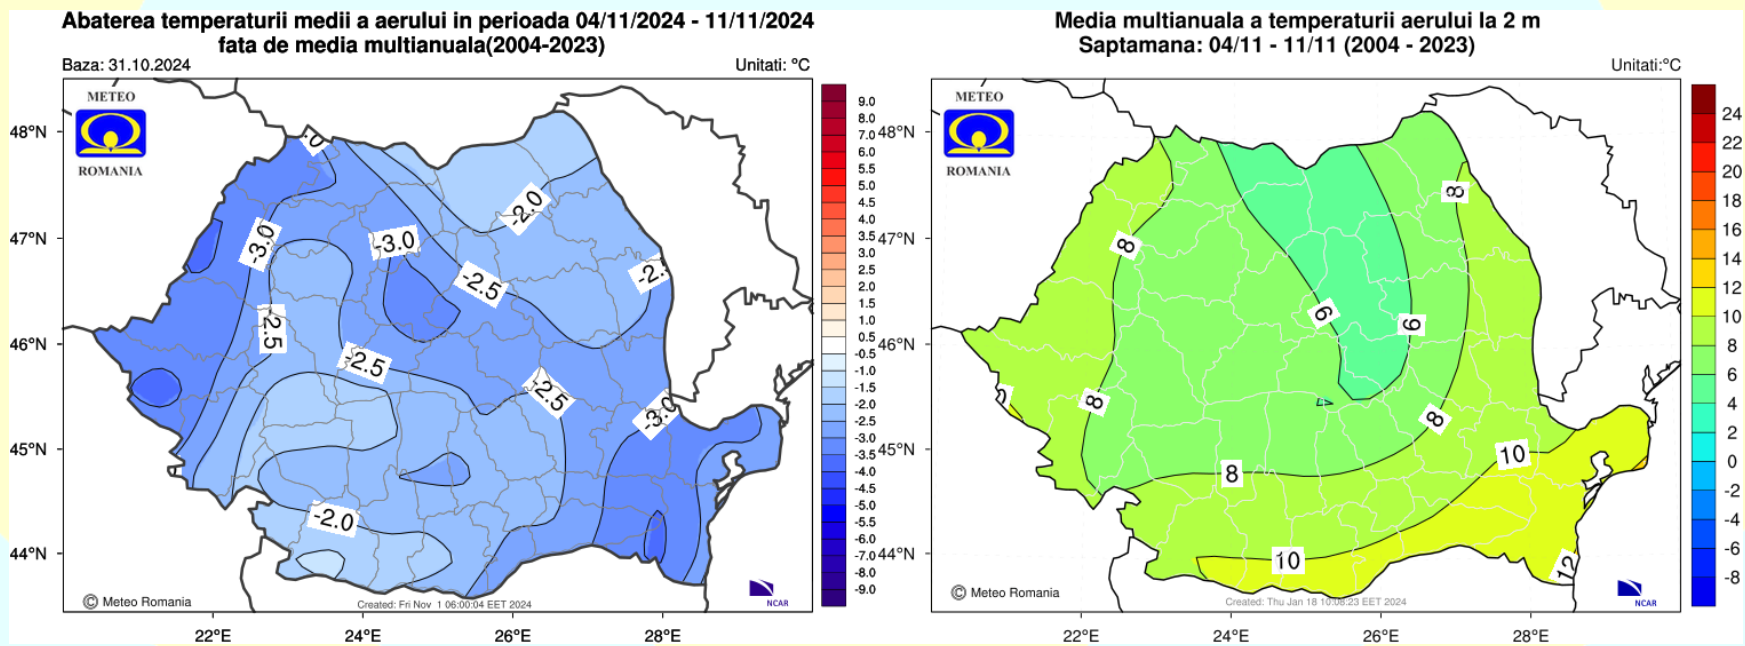 Abaterea temperaturii medii a aerului in perioada 04/11/2024 - 11/11/2024
fata de media multianuala(2004-2023)
Baza: 31.10.2024
Unitati: °C
METEO
ROMANIA
48°N
47°N
46°N
45°N
44°N
22°E
24°E
26°E
28°E
-3.0
-3.0
-2.0
-2.5
-2.5
-2.5
-2.5
-3.0
-2.0
9.0
8.0
7.0
6.0
5.5
5.0
4.5
4.0
3.5
3.0
2.5
2.0
1.5
1.0
0.5
-0.5
-1.0
-1.5
-2.0
-2.5
-3.0
-3.5
-4.0
-4.5
-5.0
-5.5
-6.0
-7.0
-8.0
-9.0
© Meteo Romania
Created: Fri Nov 1 06:00:04 EET 2024
NCAR
Media multianuala a temperaturii aerului la 2 m
Saptamana: 04/11 - 11/11 (2004 - 2023)
Unitati:°C
METEO
ROMANIA
48°N
47°N
46°N
45°N
44°N
22°E
24°E
26°E
28°E
8
8
6
6
8
8
8
10
10
12
24
22
20
18
16
14
12
10
8
6
4
2
0
-2
-4
-6
-8
© Meteo Romania
Created: Thu Jan 18 10:08:23 EET 2024
NCAR